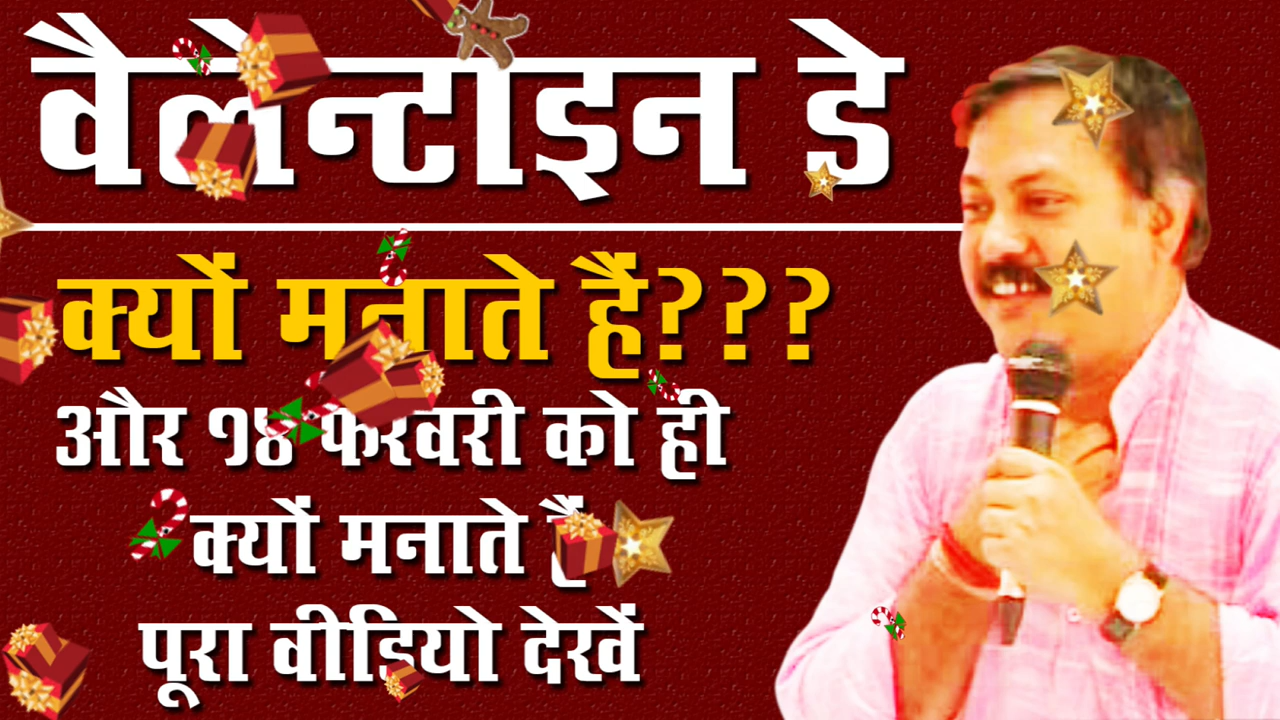 वैलेन्टाइन डे
क्यों मनाते हैं???
और १४ फरवरी को ही
क्यों मनाते हैं
पूरा वीडियो देखें